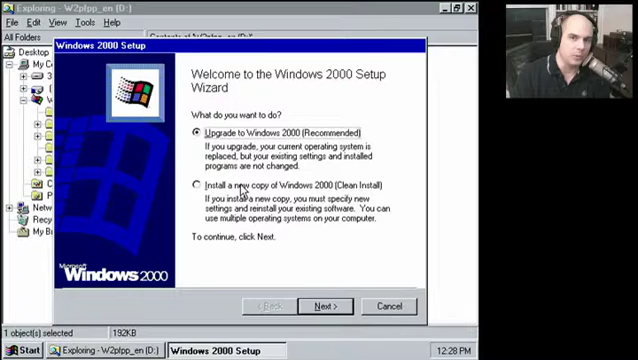 Exploring - W2pfpp_en (D:)
File Edit View Tools Help
All Folders
Desktop
Windows 2000 Setup
Welcome to the Windows 2000 Setup
Wizard
What do you want to do?
Upgrade to Windows 2000 (Recommended)
If you upgrade, your current operating system is
replaced, but your existing settings and installed
programs are not changed.
Install a new copy of Windows 2000 (Clean Install)
If you install a new copy, you must specify new
settings and reinstall your existing software. You can
use multiple operating systems on your computer.
To continue, click Next.
Microsoft
Windows 2000
< Back
Next >
Cancel
1 object(s) selected
192KB
Start
Exploring - W2pfpp_en (D:)
Windows 2000 Setup
12:28 PM